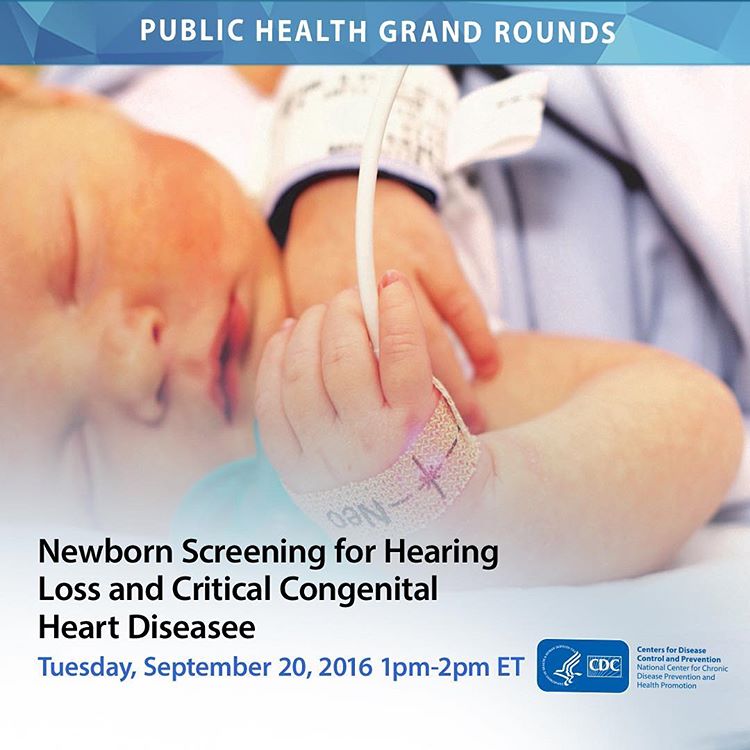 PUBLIC HEALTH GRAND ROUNDS
Neo
Newborn Screening for Hearing
Loss and Critical Congenital
Heart Diseasee
Tuesday, September 20, 2016 1pm-2pm ET
CDC
Centers for Disease
Control and Prevention
National Center for Chronic
Disease Prevention and
Health Promotion